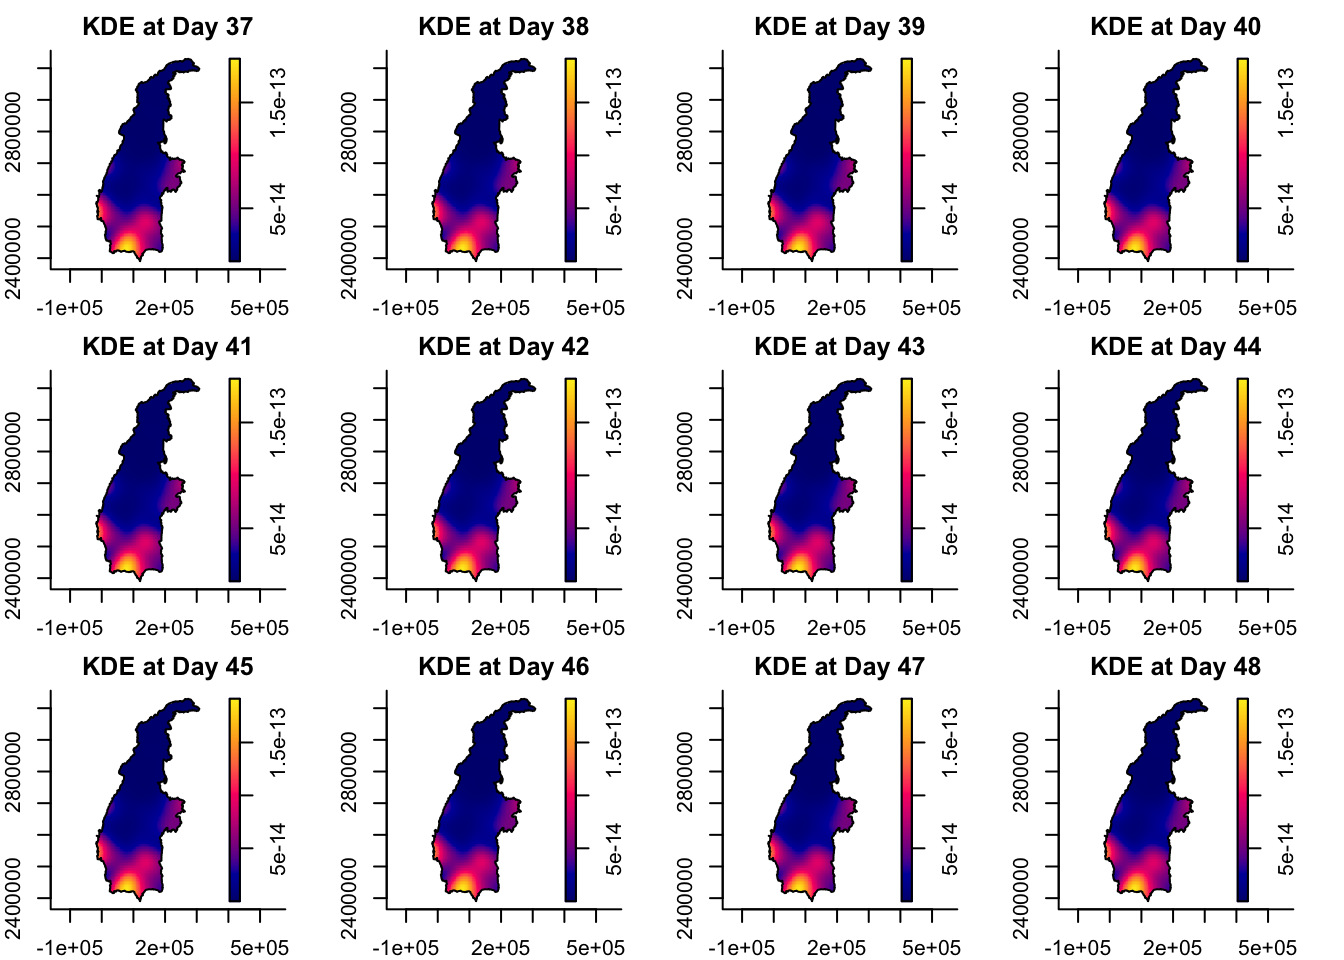 KDE at Day 37
2400000 2800000
5e-14 1.5e-13
-1e+05 2e+05 5e+05
KDE at Day 38
2400000 2800000
5e-14 1.5e-13
-1e+05 2e+05 5e+05
KDE at Day 39
2400000 2800000
5e-14 1.5e-13
-1e+05 2e+05 5e+05
KDE at Day 40
2400000 2800000
5e-14 1.5e-13
-1e+05 2e+05 5e+05
KDE at Day 41
2400000 2800000
5e-14 1.5e-13
-1e+05 2e+05 5e+05
KDE at Day 42
2400000 2800000
5e-14 1.5e-13
-1e+05 2e+05 5e+05
KDE at Day 43
2400000 2800000
5e-14 1.5e-13
-1e+05 2e+05 5e+05
KDE at Day 44
2400000 2800000
5e-14 1.5e-13
-1e+05 2e+05 5e+05
KDE at Day 45
2400000 2800000
5e-14 1.5e-13
-1e+05 2e+05 5e+05
KDE at Day 46
2400000 2800000
5e-14 1.5e-13
-1e+05 2e+05 5e+05
KDE at Day 47
2400000 2800000
5e-14 1.5e-13
-1e+05 2e+05 5e+05
KDE at Day 48
2400000 2800000
5e-14 1.5e-13
-1e+05 2e+05 5e+05